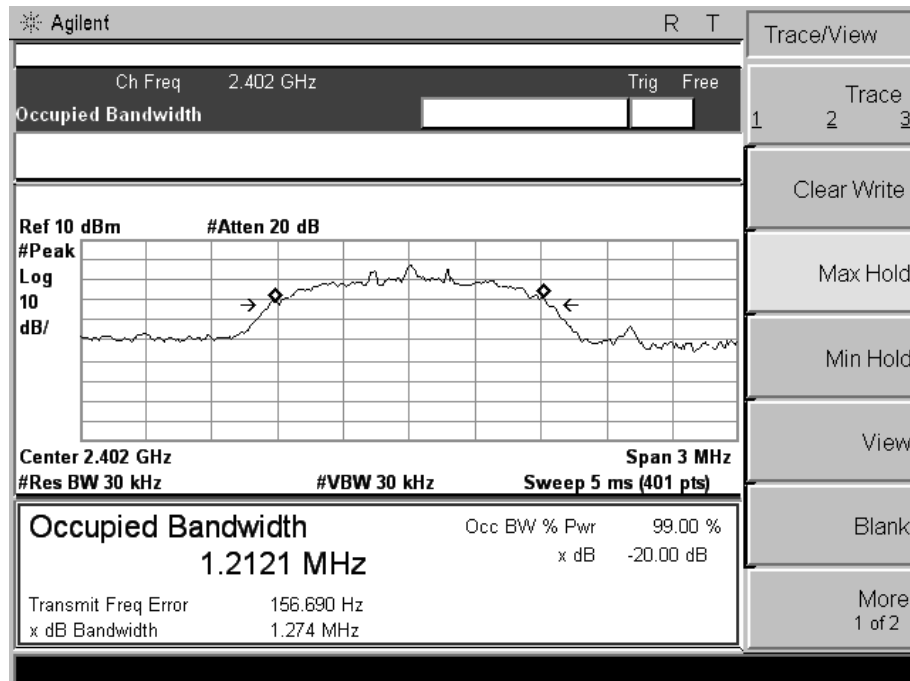 Agilent R T
Trace/View
Ch Freq 2.402 GHz Trig Free
Occupied Bandwidth
Trace
1 2 3
Clear Write
Ref 10 dBm #Atten 20 dB
#Peak
Log
10
dB/
Max Hold
Min Hold
View
Center 2.402 GHz Span 3 MHz
#Res BW 30 kHz #VBW 30 kHz Sweep 5 ms (401 pts)
Occupied Bandwidth Occ BW % Pwr 99.00 %
1.2121 MHz x dB -20.00 dB
Blank
Transmit Freq Error 156.690 Hz
x dB Bandwidth 1.274 MHz
More
1 of 2